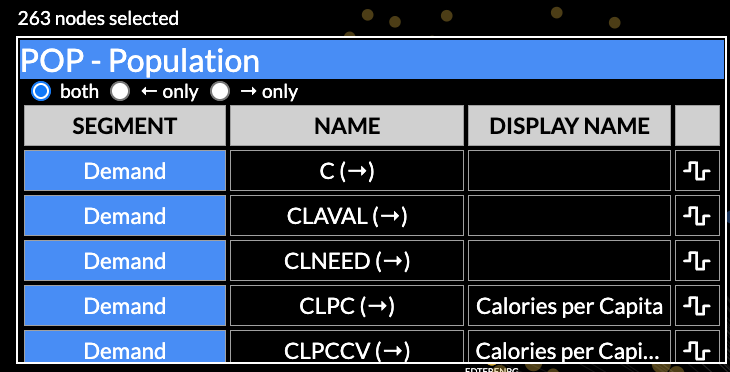 263 nodes selected
POP - Population
both ← only → only
SEGMENT NAME DISPLAY NAME
Demand C (→)
Demand CLAVAL (→)
Demand CLNEED (→)
Demand CLPC (→) Calories per Capita
Demand CLPCCV (→) Calories per Capi...